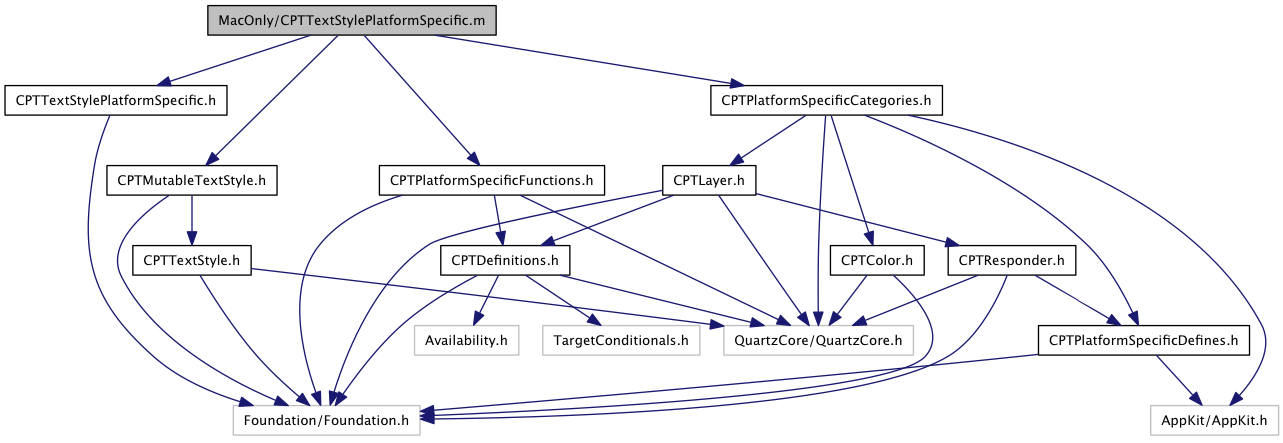 MacOnly/CPTTextStylePlatformSpecific.m
CPTTextStylePlatformSpecific.h
CPTPlatformSpecificCategories.h
CPTMutableTextStyle.h
CPTPlatformSpecificFunctions.h
CPTLayer.h
CPTTextStyle.h
CPTDefinitions.h
CPTColor.h
CPTResponder.h
Availability.h
TargetConditionals.h
QuartzCore/QuartzCore.h
CPTPlatformSpecificDefines.h
Foundation/Foundation.h
AppKit/AppKit.h